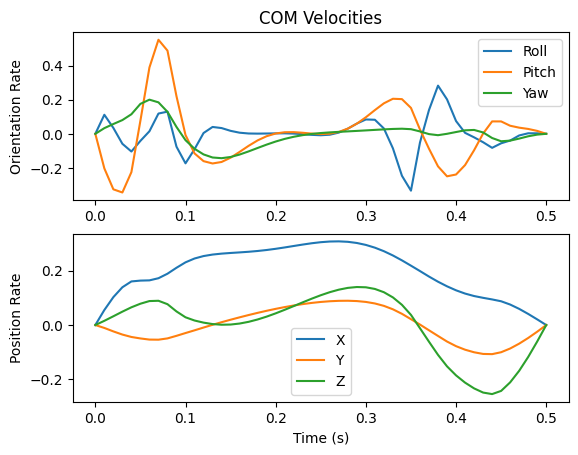 COM Velocities
Orientation Rate
0.4
0.2
0.0
−0.2
Roll
Pitch
Yaw
0.0 0.1 0.2 0.3 0.4 0.5
Position Rate
0.2
0.0
−0.2
X
Y
Z
0.0 0.1 0.2 0.3 0.4 0.5
Time (s)